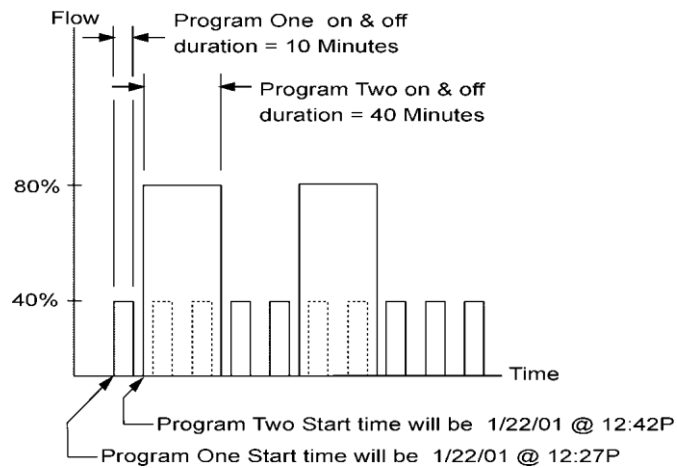 Flow
Program One on & off
duration = 10 Minutes
Program Two on & off
duration = 40 Minutes
80%
40%
Time
Program Two Start time will be 1/22/01 @ 12:42P
Program One Start time will be 1/22/01 @ 12:27P